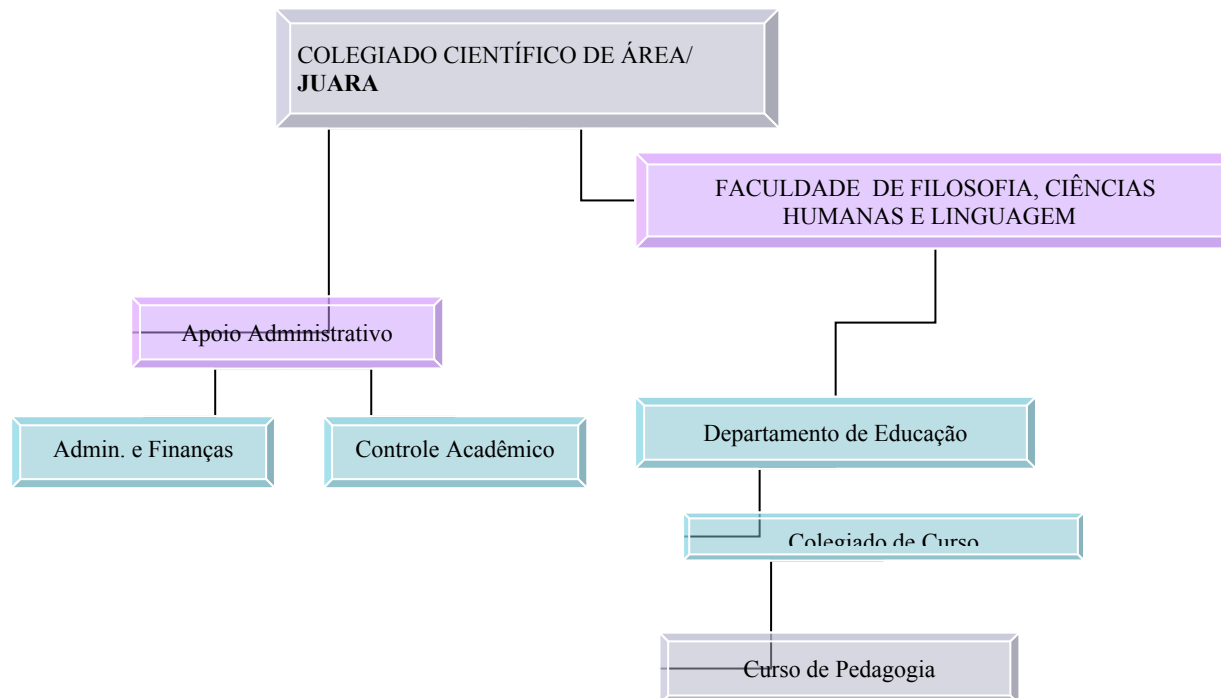 COLEGIADO CIENTÍFICO DE ÁREA/
JUARA
FACULDADE DE FILOSOFIA, CIÊNCIAS
HUMANAS E LINGUAGEM
Apoio Administrativo
Admin. e Finanças
Controle Acadêmico
Departamento de Educação
Colegiado de Curso
Curso de Pedagogia